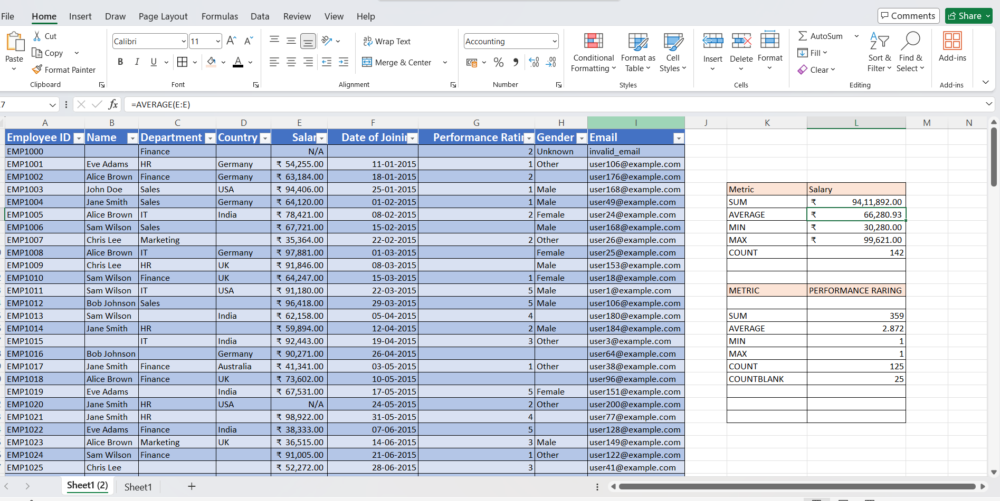 File Home Insert Draw Page Layout Formulas Data Review View Help Comments Share
Paste Cut Copy Format Painter Clipboard
Calibri 11 B I U A Font
ab Wrap Text Merge & Center Alignment
Accounting % Number
Conditional Formatting Format as Table Cell Styles Styles
Insert Delete Format Cells
AutoSum Fill Clear Sort & Filter Find & Select Editing
Add-ins Add-ins
7 fx =AVERAGE(E:E)
A B C D E F G H I J K L M N
Employee ID Name Department Country Salar Date of Joinir Performance Ratir Gender Email
EMP1000 Finance N/A 2 Unknown invalid_email
EMP1001 Eve Adams HR Germany ₹ 54,255.00 11-01-2015 1 Other user106@example.com
EMP1002 Alice Brown Finance Germany ₹ 63,184.00 18-01-2015 2 user176@example.com
EMP1003 John Doe Sales USA ₹ 94,406.00 25-01-2015 1 Male user168@example.com Metric Salary
EMP1004 Jane Smith Sales Germany ₹ 64,120.00 01-02-2015 1 Male user49@example.com SUM ₹ 94,11,892.00
EMP1005 Alice Brown IT India ₹ 78,421.00 08-02-2015 2 Female user24@example.com AVERAGE ₹ 66,280.93
EMP1006 Sam Wilson Sales ₹ 67,721.00 15-02-2015 Male user168@example.com MIN ₹ 30,280.00
EMP1007 Chris Lee Marketing ₹ 35,364.00 22-02-2015 2 Other user26@example.com MAX ₹ 99,621.00
EMP1008 Alice Brown IT Germany ₹ 97,881.00 01-03-2015 Female user25@example.com COUNT 142
EMP1009 Chris Lee HR UK ₹ 91,846.00 08-03-2015 Male user153@example.com
EMP1010 Sam Wilson Finance UK ₹ 64,247.00 15-03-2015 1 Female user18@example.com
EMP1011 Sam Wilson IT USA ₹ 91,180.00 22-03-2015 5 Male user1@example.com METRIC PERFORMANCE RARING
EMP1012 Bob Johnson Sales ₹ 96,418.00 29-03-2015 5 Male user106@example.com
EMP1013 Sam Wilson India ₹ 62,158.00 05-04-2015 4 user180@example.com SUM 359
EMP1014 Jane Smith HR ₹ 59,894.00 12-04-2015 2 Male user184@example.com AVERAGE 2.872
EMP1015 IT India ₹ 92,443.00 19-04-2015 3 Other user3@example.com MIN 1
EMP1016 Bob Johnson Germany ₹ 90,271.00 26-04-2015 user64@example.com MAX 1
EMP1017 Jane Smith Finance Australia ₹ 41,341.00 03-05-2015 1 Other user38@example.com COUNT 125
EMP1018 Alice Brown Finance UK ₹ 73,602.00 10-05-2015 user96@example.com COUNTBLANK 25
EMP1019 Eve Adams India ₹ 67,531.00 17-05-2015 5 Female user151@example.com
EMP1020 Jane Smith HR USA N/A 24-05-2015 2 Other user200@example.com
EMP1021 Jane Smith HR ₹ 98,922.00 31-05-2015 4 user77@example.com
EMP1022 Eve Adams Finance India ₹ 38,333.00 07-06-2015 5 user128@example.com
EMP1023 Alice Brown Marketing UK ₹ 36,515.00 14-06-2015 3 Male user149@example.com
EMP1024 Sam Wilson Finance ₹ 91,005.00 21-06-2015 1 Other user122@example.com
EMP1025 Chris Lee ₹ 52,272.00 28-06-2015 3 user41@example.com
Sheet1 (2) Sheet1